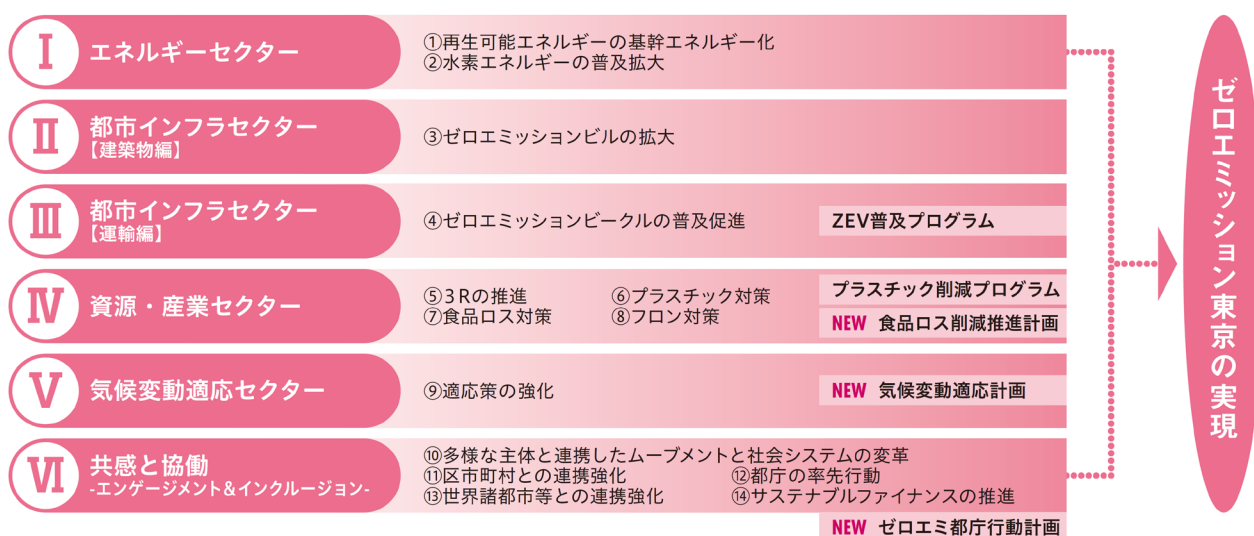 Ⅰ エネルギーセクター
①再生可能エネルギーの基幹エネルギー化
②水素エネルギーの普及拡大
Ⅱ 都市インフラセクター
【建築物編】
③ゼロエミッションビルの拡大
Ⅲ 都市インフラセクター
【運輸編】
④ゼロエミッションビークルの普及促進
ZEV普及プログラム
Ⅳ 資源・産業セクター
⑤3Rの推進 ⑥プラスチック対策
⑦食品ロス対策 ⑧フロン対策
プラスチック削減プログラム
NEW 食品ロス削減推進計画
Ⅴ 気候変動適応セクター
⑨適応策の強化
NEW 気候変動適応計画
Ⅵ 共感と協働
-エンゲージメント&インクルージョン-
⑩多様な主体と連携したムーブメントと社会システムの変革
⑪区市町村との連携強化 ⑫都庁の率先行動
⑬世界諸都市等との連携強化 ⑭サステナブルファイナンスの推進
NEW ゼロエミ都庁行動計画
ゼロエミッション東京の実現